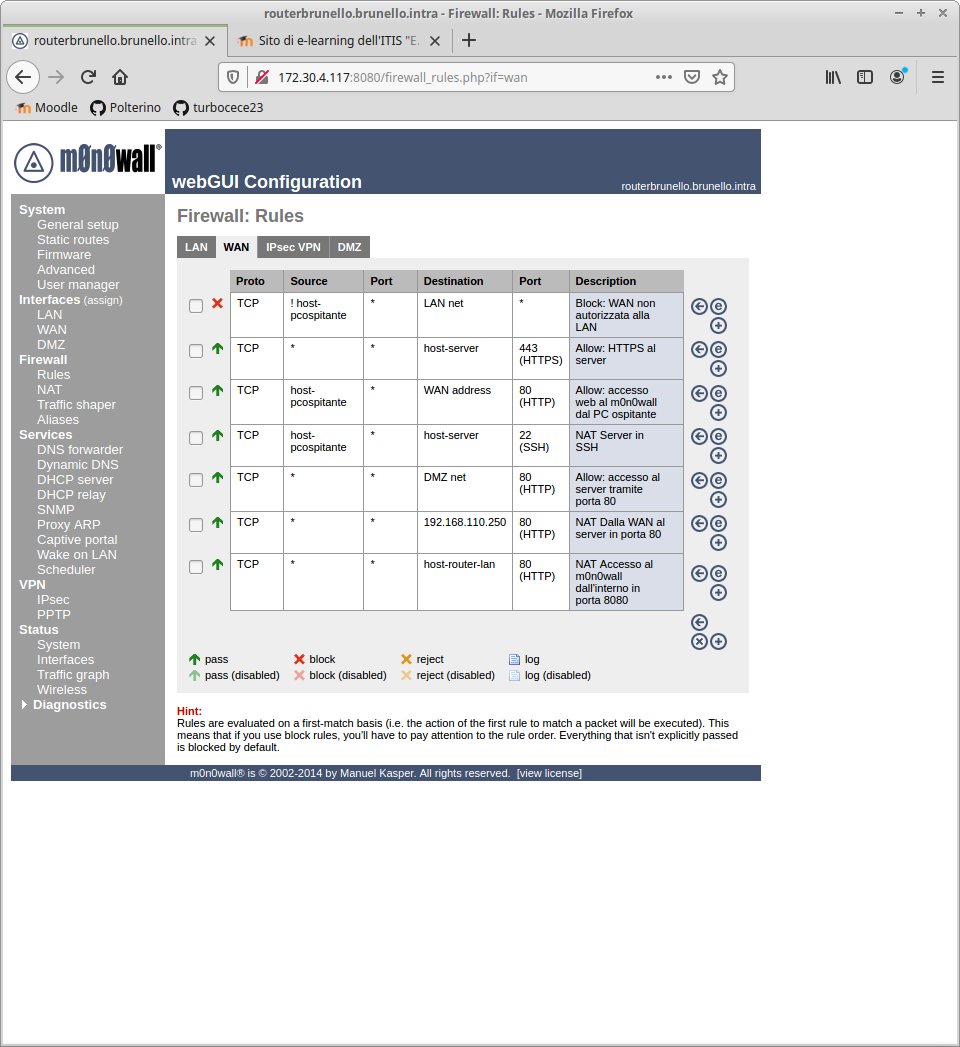 routerbrunello.brunello.intra - Firewall: Rules - Mozilla Firefox
routerbrunello.brunello.intra
Sito di e-learning dell'ITIS "E.
172.30.4.117:8080/firewall_rules.php?if=wan
Moodle
Polterino
turbocece23
m0n0wall®
webGUI Configuration
routerbrunello.brunello.intra
System
General setup
Static routes
Firmware
Advanced
User manager
Interfaces (assign)
LAN
WAN
DMZ
Firewall
Rules
NAT
Traffic shaper
Aliases
Services
DNS forwarder
Dynamic DNS
DHCP server
DHCP relay
SNMP
Proxy ARP
Captive portal
Wake on LAN
Scheduler
VPN
IPsec
PPTP
Status
System
Interfaces
Traffic graph
Wireless
Diagnostics
Firewall: Rules
LAN WAN IPsec VPN DMZ
Proto Source Port Destination Port Description
TCP ! host- * LAN net * Block: WAN non
pcospitante autorizzata alla
LAN
TCP * * host-server 443 Allow: HTTPS al
(HTTPS) server
TCP host- * WAN address 80 Allow: accesso
pcospitante (HTTP) web al m0n0wall
dal PC ospitante
TCP host- * host-server 22 NAT Server in
pcospitante (SSH) SSH
TCP * * DMZ net 80 Allow: accesso al
(HTTP) server tramite
porta 80
TCP * * 192.168.110.250 80 NAT Dalla WAN al
(HTTP) server in porta 80
TCP * * host-router-lan 80 NAT Accesso al
(HTTP) m0n0wall
dall'interno in
porta 8080
pass block reject log
pass (disabled) block (disabled) reject (disabled) log (disabled)
Hint:
Rules are evaluated on a first-match basis (i.e. the action of the first rule to match a packet will be executed). This
means that if you use block rules, you'll have to pay attention to the rule order. Everything that isn't explicitly passed
is blocked by default.
m0n0wall® is © 2002-2014 by Manuel Kasper. All rights reserved. [view license]